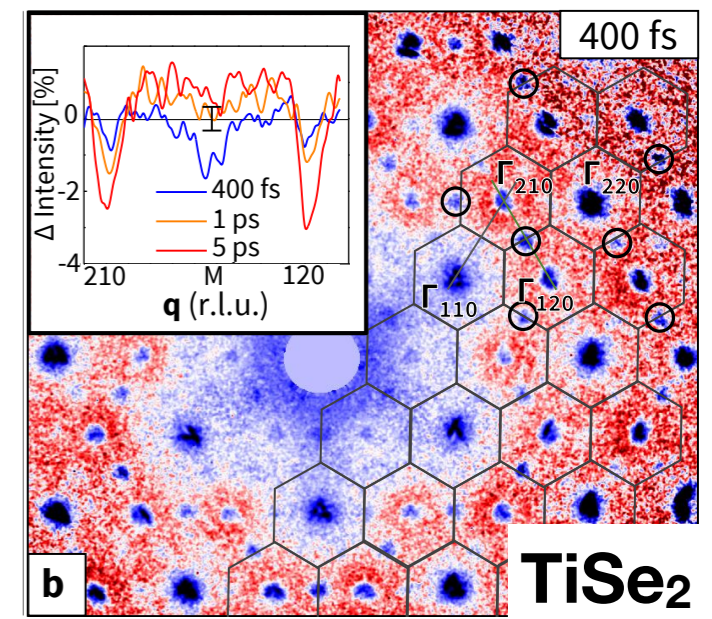 400 fs
Δ Intensity [%]
0
-2
-4
400 fs
1 ps
5 ps
210 M 120
q (r.l.u.)
Γ210 Γ220
Γ110 Γ120
b
TiSe2